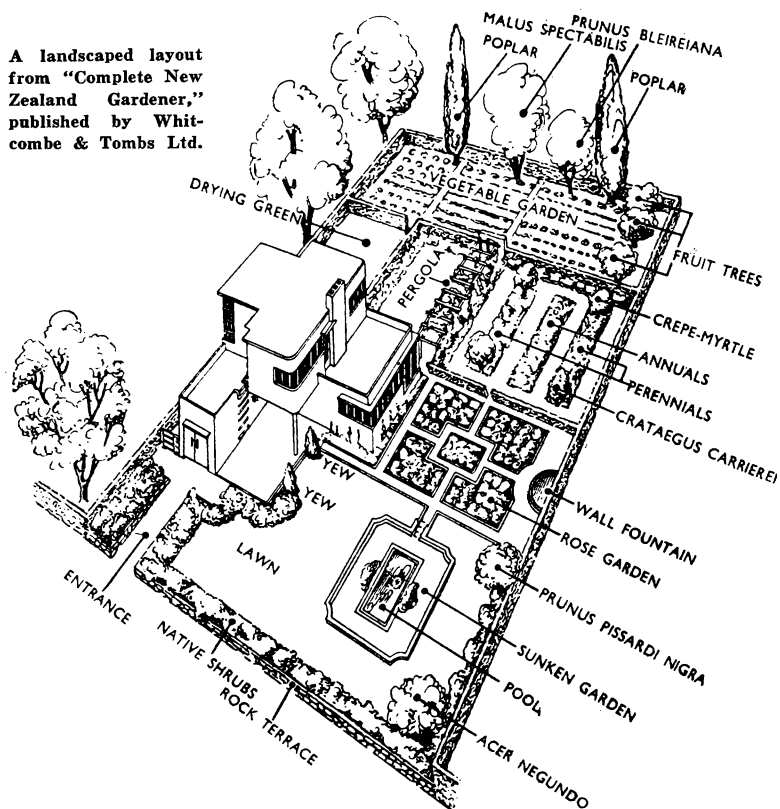 A landscaped layout
from "Complete New
Zealand Gardener,"
published by Whit-
combe & Tombs Ltd.
PRUNUS BLEIREIANA
MALUS SPECTABILIS
POPLAR
POPLAR
DRYING GREEN
VEGETABLE GARDEN
FRUIT TREES
PERGOLA
CREPE-MYRTLE
ANNUALS
PERENNIALS
CRATAEGUS CARRIEREI
YEW
YEW
WALL FOUNTAIN
ROSE GARDEN
LAWN
ENTRANCE
PRUNUS PISSARDI NIGRA
NATIVE SHRUBS
SUNKEN GARDEN
ROCK TERRACE
POOL
ACER NEGUNDO